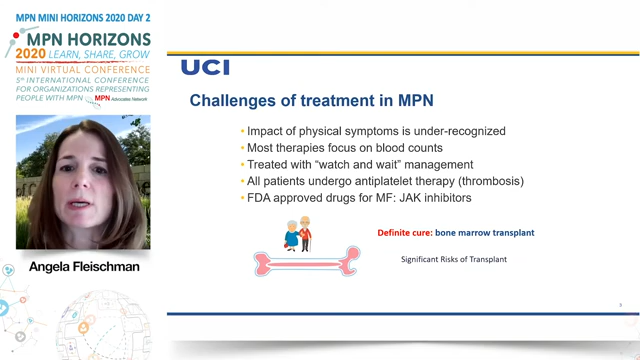 MPN MINI HORIZONS 2020 DAY 2
MPN HORIZONS
2020 LEARN, SHARE, GROW
MINI VIRTUAL CONFERENCE
5TH INTERNATIONAL CONFERENCE
FOR ORGANIZATIONS REPRESENTING
PEOPLE WITH MPN MPN Advocates Network
Angela Fleischman
UCI
Challenges of treatment in MPN
• Impact of physical symptoms is under-recognized
• Most therapies focus on blood counts
• Treated with “watch and wait” management
• All patients undergo antiplatelet therapy (thrombosis)
• FDA approved drugs for MF: JAK inhibitors
Definite cure: bone marrow transplant
Significant Risks of Transplant
3